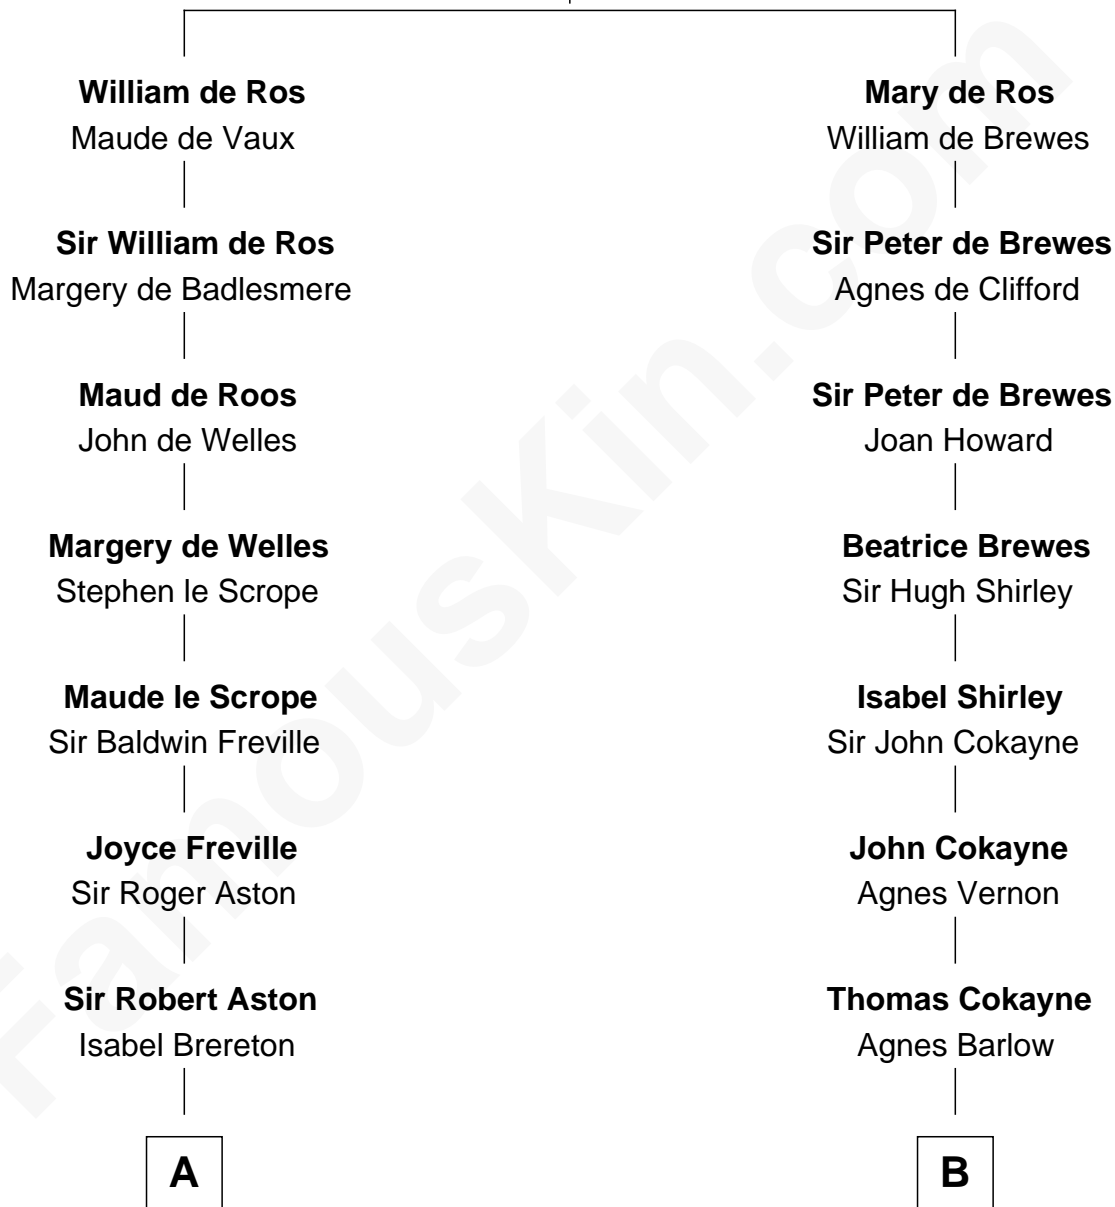 William de Ros
Maude de Vaux
Sir William de Ros
Margery de Badlesmere
Maud de Roos
John de Welles
Margery de Welles
Stephen le Scrope
Maude le Scrope
Sir Baldwin Freville
Joyce Freville
Sir Roger Aston
Sir Robert Aston
Isabel Brereton
A
Mary de Ros
William de Brewes
Sir Peter de Brewes
Agnes de Clifford
Sir Peter de Brewes
Joan Howard
Beatrice Brewes
Sir Hugh Shirley
Isabel Shirley
Sir John Cokayne
John Cokayne
Agnes Vernon
Thomas Cokayne
Agnes Barlow
B
FamousKin.com